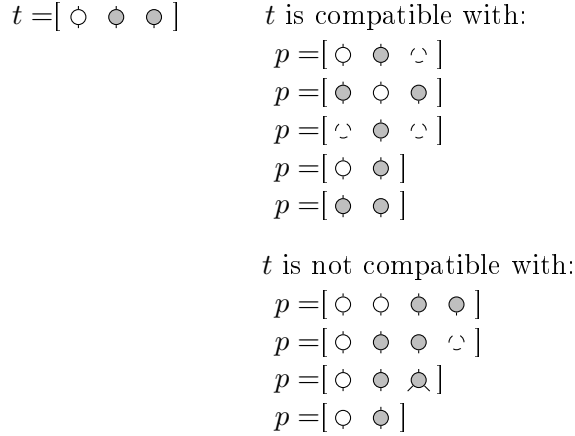 t =[ ]
t is compatible with:
p =[ ]
p =[ ]
p =[ ]
p =[ ]
p =[ ]
t is not compatible with:
p =[ ]
p =[ ]
p =[ ]
p =[ ]